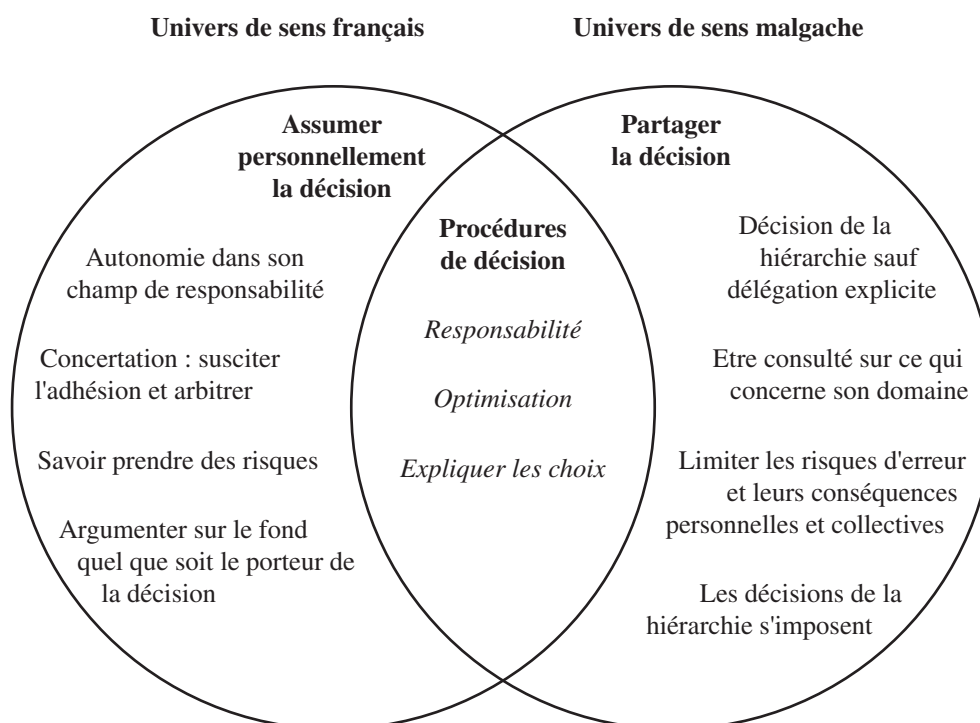 Univers de sens français
Univers de sens malgache
Assumer
personnellement
la décision
Autonomie dans son
champ de responsabilité
Concertation : susciter
l'adhésion et arbitrer
Savoir prendre des risques
Argumenter sur le fond
quel que soit le porteur de
la décision
Procédures
de décision
Responsabilité
Optimisation
Expliquer les choix
Partager
la décision
Décision de la
hiérarchie sauf
délégation explicite
Etre consulté sur ce qui
concerne son domaine
Limiter les risques d'erreur
et leurs conséquences
personnelles et collectives
Les décisions de la
hiérarchie s'imposent